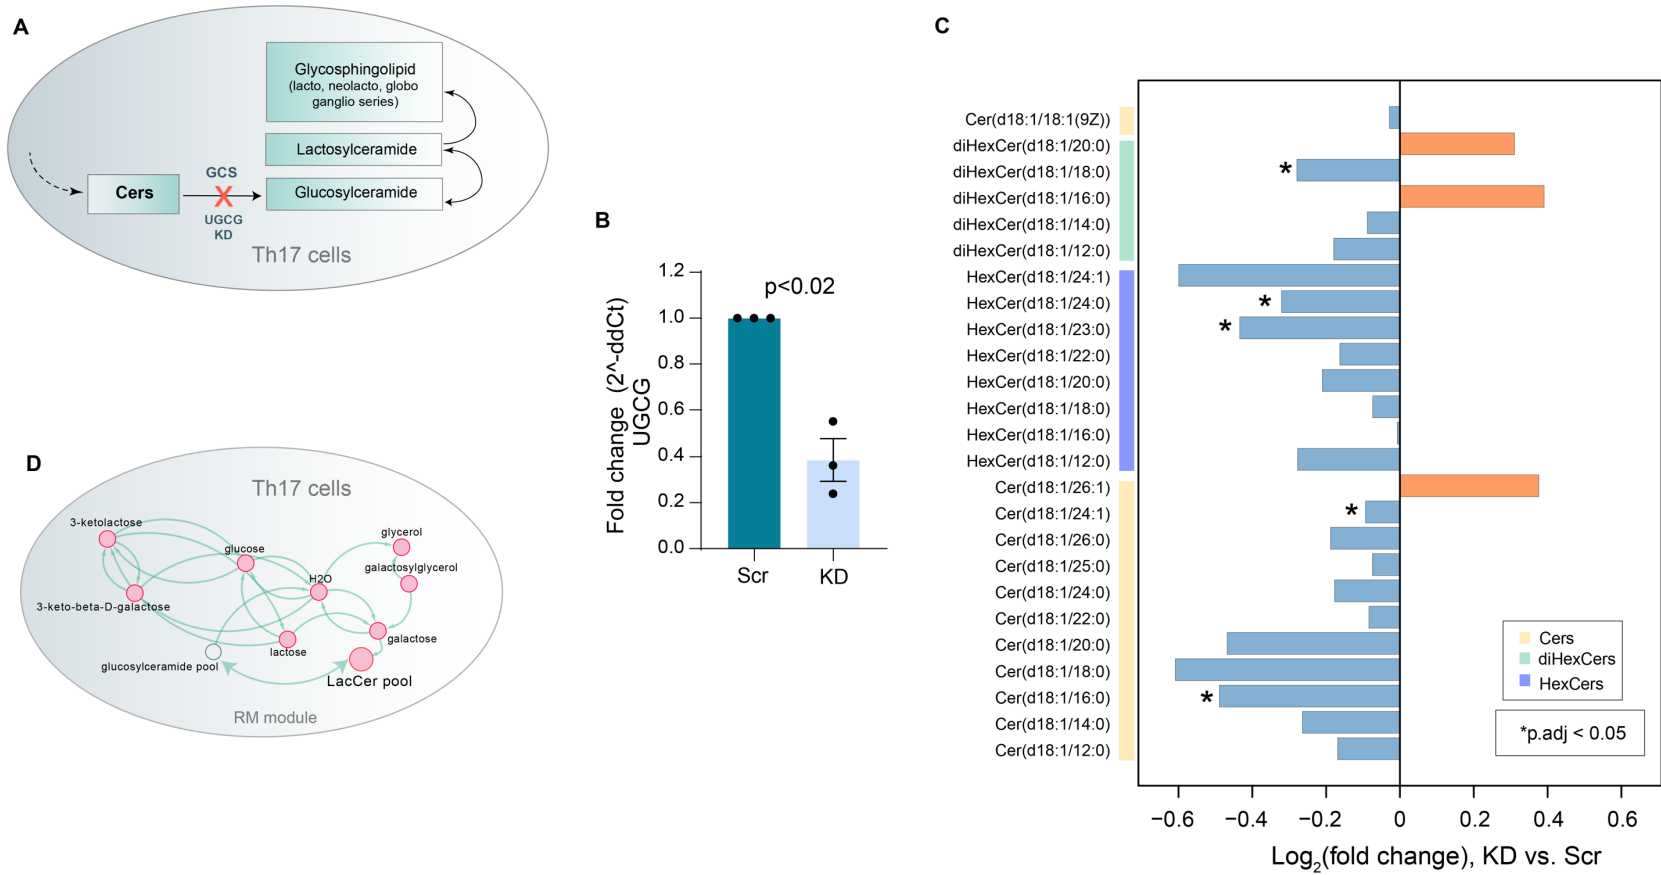 A
Glycosphingolipid
(lacto, neolacto, globo
ganglio series)
Lactosylceramide
GCS
Cers
X
Glucosylceramide
UGCG
KD
Th17 cells
B
Fold change (2^-ddCt)
UGCG
1.2
1.0
0.8
0.6
0.4
0.2
0.0
p<0.02
Scr
KD
C
Cer(d18:1/18:1(9Z))
diHexCer(d18:1/20:0)
diHexCer(d18:1/18:0)
*
diHexCer(d18:1/16:0)
diHexCer(d18:1/14:0)
diHexCer(d18:1/12:0)
HexCer(d18:1/24:1)
HexCer(d18:1/24:0)
*
HexCer(d18:1/23:0)
*
HexCer(d18:1/22:0)
HexCer(d18:1/20:0)
HexCer(d18:1/18:0)
HexCer(d18:1/16:0)
HexCer(d18:1/12:0)
Cer(d18:1/26:1)
Cer(d18:1/24:1)
*
Cer(d18:1/26:0)
Cer(d18:1/25:0)
Cer(d18:1/24:0)
Cer(d18:1/22:0)
Cer(d18:1/20:0)
Cer(d18:1/18:0)
Cer(d18:1/16:0)
*
Cer(d18:1/14:0)
Cer(d18:1/12:0)
Cers
diHexCers
HexCers
*p.adj < 0.05
−0.6 −0.4 −0.2 0 0.2 0.4 0.6
Log2(fold change), KD vs. Scr
D
Th17 cells
3-ketolactose
glycerol
glucose
galactosylglycerol
H2O
3-keto-beta-D-galactose
galactose
lactose
glucosylceramide pool
LacCer pool
RM module